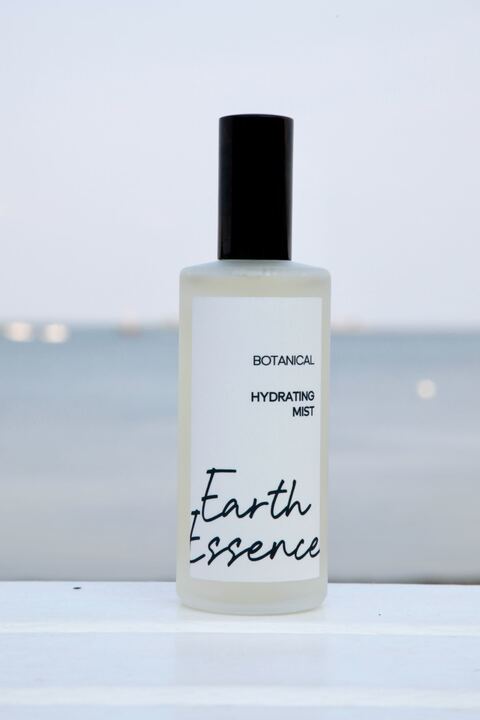 BOTANICAL
HYDRATING
MIST
Earth
Essence